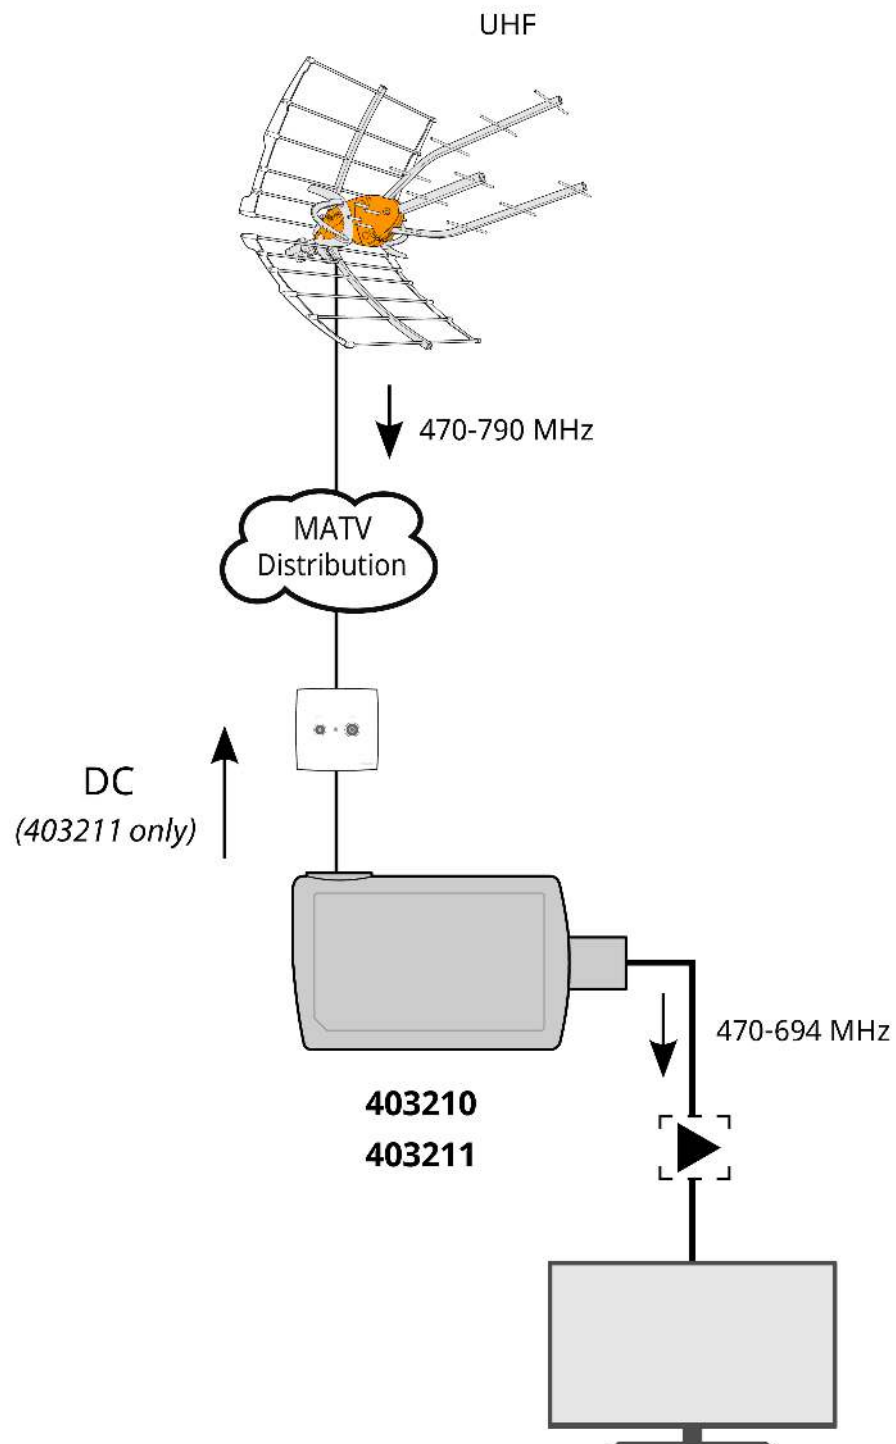 UHF
470-790 MHz
MATV
Distribution
DC
(403211 only)
470-694 MHz
403210
403211